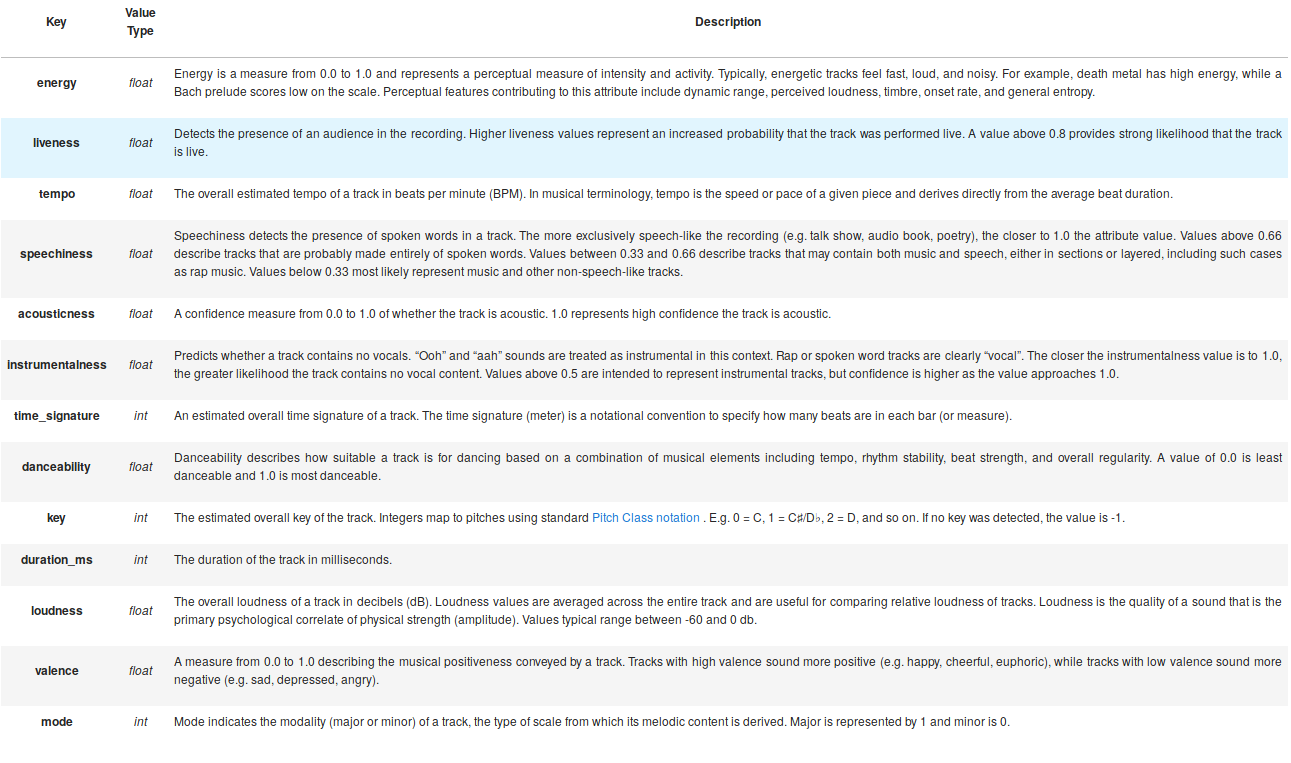 Key Value Type Description
energy float Energy is a measure from 0.0 to 1.0 and represents a perceptual measure of intensity and activity. Typically, energetic tracks feel fast, loud, and noisy. For example, death metal has high energy, while a
Bach prelude scores low on the scale. Perceptual features contributing to this attribute include dynamic range, perceived loudness, timbre, onset rate, and general entropy.
liveness float Detects the presence of an audience in the recording. Higher liveness values represent an increased probability that the track was performed live. A value above 0.8 provides strong likelihood that the track
is live.
tempo float The overall estimated tempo of a track in beats per minute (BPM). In musical terminology, tempo is the speed or pace of a given piece and derives directly from the average beat duration.
speechiness float Speechiness detects the presence of spoken words in a track. The more exclusively speech-like the recording (e.g. talk show, audio book, poetry), the closer to 1.0 the attribute value. Values above 0.66
describe tracks that are probably made entirely of spoken words. Values between 0.33 and 0.66 describe tracks that may contain both music and speech, either in sections or layered, including such cases
as rap music. Values below 0.33 most likely represent music and other non-speech-like tracks.
acousticness float A confidence measure from 0.0 to 1.0 of whether the track is acoustic. 1.0 represents high confidence the track is acoustic.
instrumentalness float Predicts whether a track contains no vocals. “Ooh” and “aah” sounds are treated as instrumental in this context. Rap or spoken word tracks are clearly “vocal”. The closer the instrumentalness value is to 1.0,
the greater likelihood the track contains no vocal content. Values above 0.5 are intended to represent instrumental tracks, but confidence is higher as the value approaches 1.0.
time_signature int An estimated overall time signature of a track. The time signature (meter) is a notational convention to specify how many beats are in each bar (or measure).
danceability float Danceability describes how suitable a track is for dancing based on a combination of musical elements including tempo, rhythm stability, beat strength, and overall regularity. A value of 0.0 is least
danceable and 1.0 is most danceable.
key int The estimated overall key of the track. Integers map to pitches using standard Pitch Class notation . E.g. 0 = C, 1 = C♯/D♭, 2 = D, and so on. If no key was detected, the value is -1.
duration_ms int The duration of the track in milliseconds.
loudness float The overall loudness of a track in decibels (dB). Loudness values are averaged across the entire track and are useful for comparing relative loudness of tracks. Loudness is the quality of a sound that is the
primary psychological correlate of physical strength (amplitude). Values typical range between -60 and 0 db.
valence float A measure from 0.0 to 1.0 describing the musical positiveness conveyed by a track. Tracks with high valence sound more positive (e.g. happy, cheerful, euphoric), while tracks with low valence sound more
negative (e.g. sad, depressed, angry).
mode int Mode indicates the modality (major or minor) of a track, the type of scale from which its melodic content is derived. Major is represented by 1 and minor is 0.